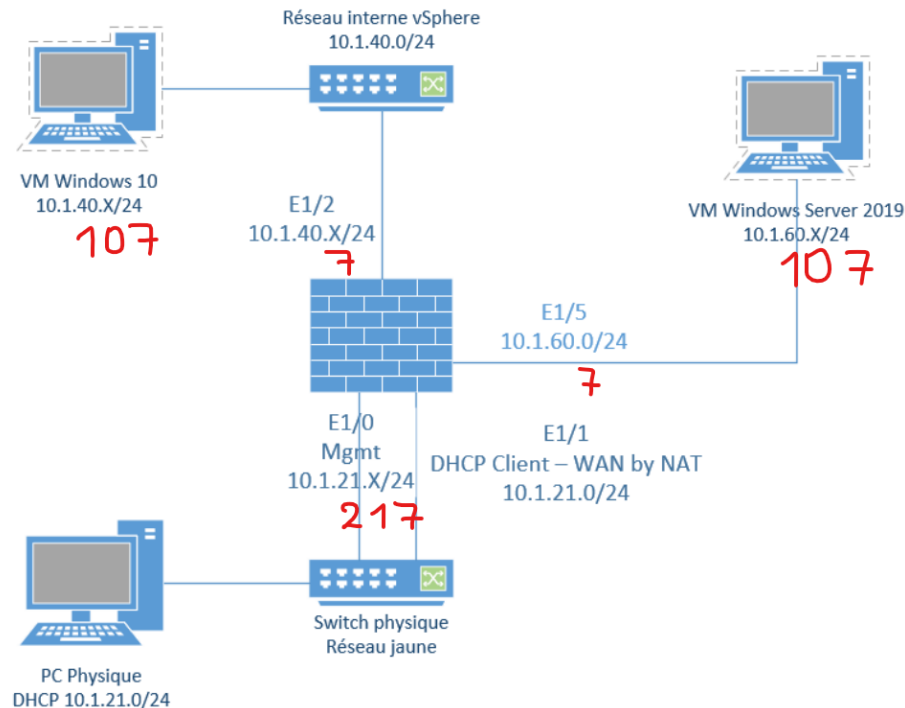 Réseau interne vSphere
10.1.40.0/24
VM Windows 10
10.1.40.X/24
107
E1/2
10.1.40.X/24
7
VM Windows Server 2019
10.1.60.X/24
107
E1/5
10.1.60.0/24
7
E1/0
Mgmt
10.1.21.X/24
217
E1/1
DHCP Client – WAN by NAT
10.1.21.0/24
Switch physique
Réseau jaune
PC Physique
DHCP 10.1.21.0/24